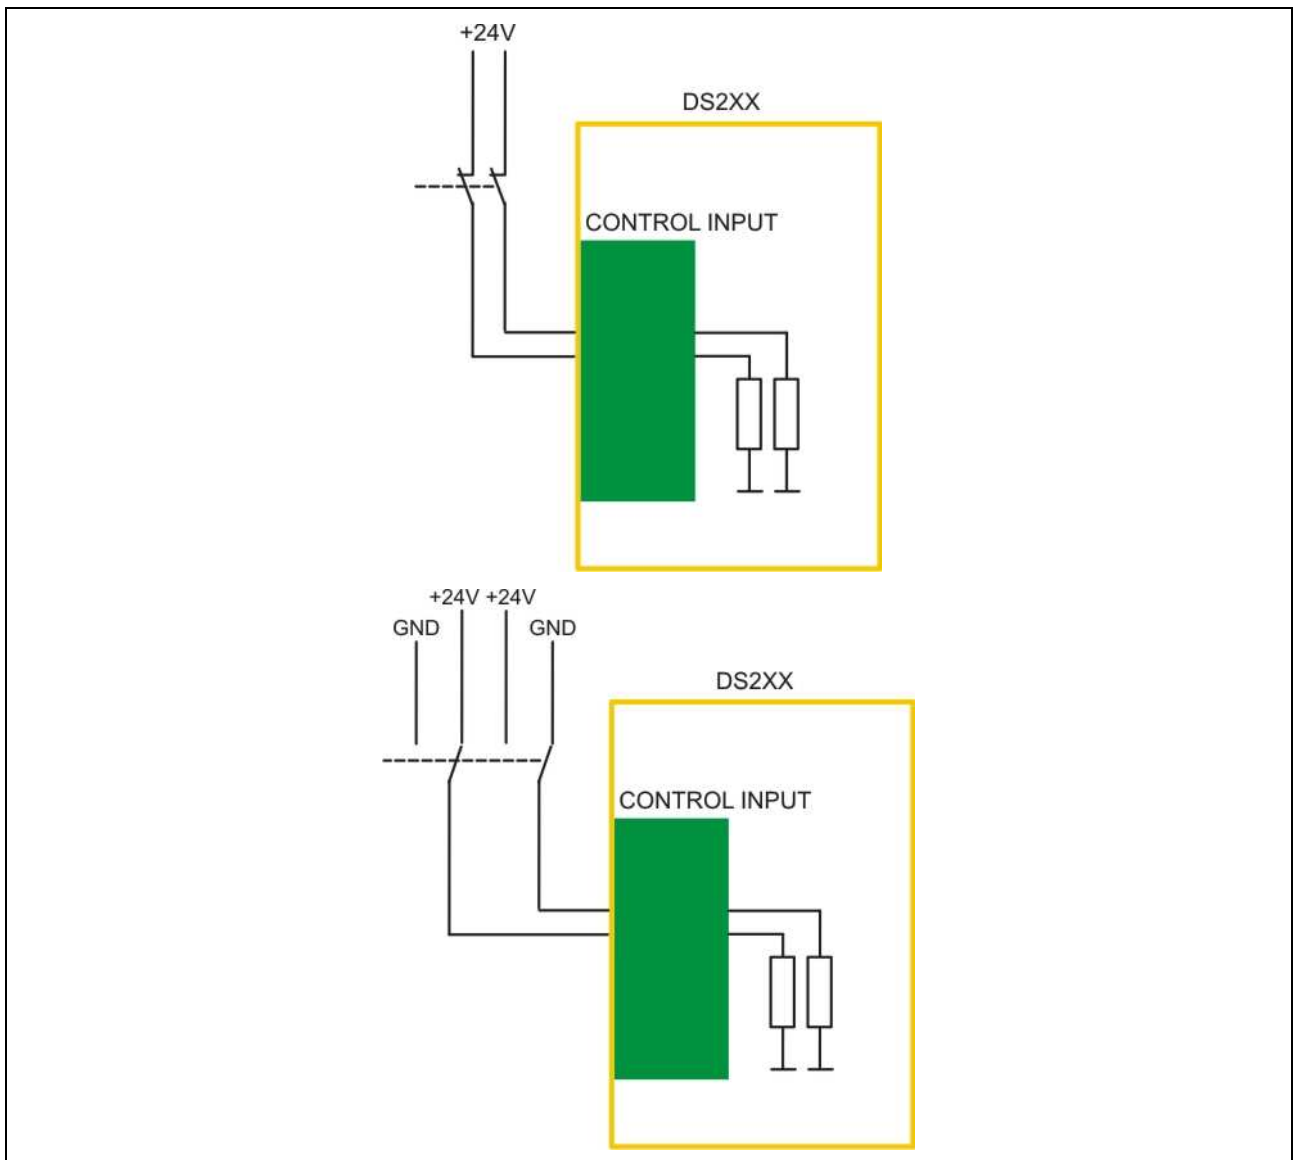 +24V
DS2XX
CONTROL INPUT
+24V +24V
GND GND
DS2XX
CONTROL INPUT